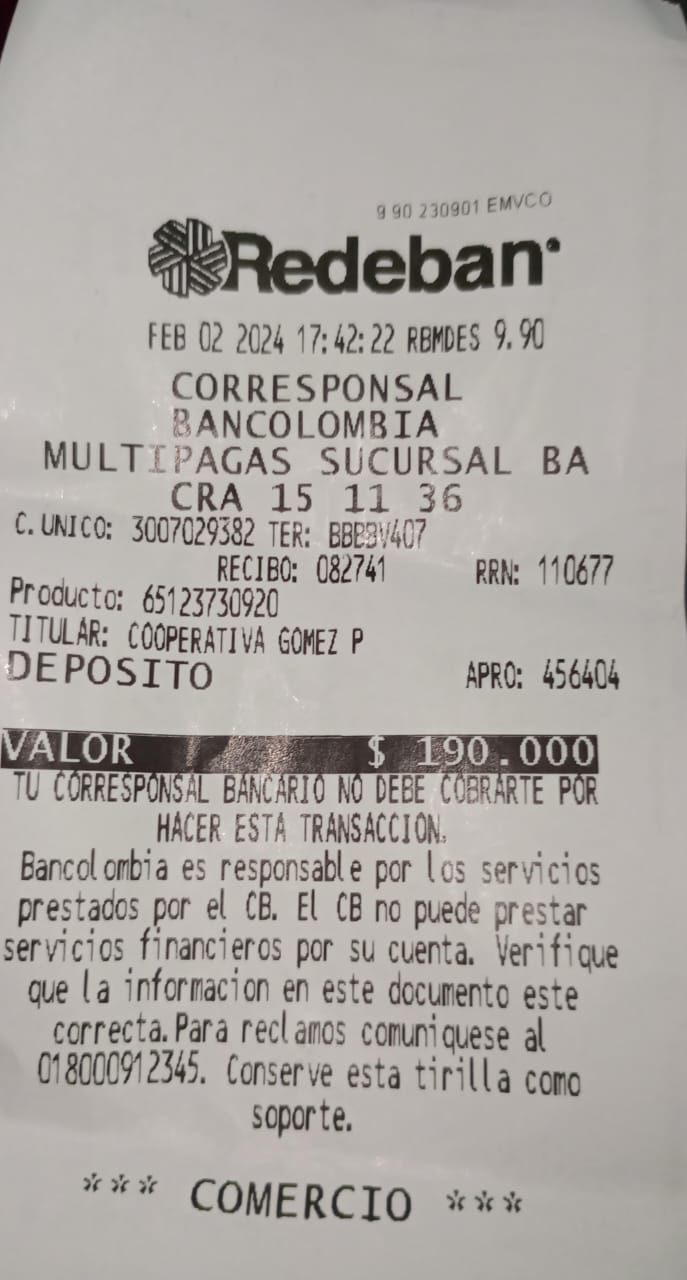 9 90 230901 EMVCO
Redeban
FEB 02 2024 17:42:22 RBMDES 9.90
CORRESPONSAL
BANCOLOMBIA
MULTIPAGAS SUCURSAL BA
CRA 15 11 36
C. UNICO: 3007029382 TER: BBBBV407
RECIBO: 082741 RRN: 110677
Producto: 65123730920
TITULAR: COOPERATIVA GOMEZ P
DEPOSITO APRO: 456404
VALOR $ 190.000
TU CORRESPONSAL BANCARIO NO DEBE COBRARTE POR
HACER ESTA TRANSACCION.
Bancolombia es responsable por los servicios
prestados por el CB. El CB no puede prestar
servicios financieros por su cuenta. Verifique
que la informacion en este documento este
correcta. Para reclamos comuniquese al
018000912345. Conserve esta tirilla como
soporte.
*** COMERCIO ***